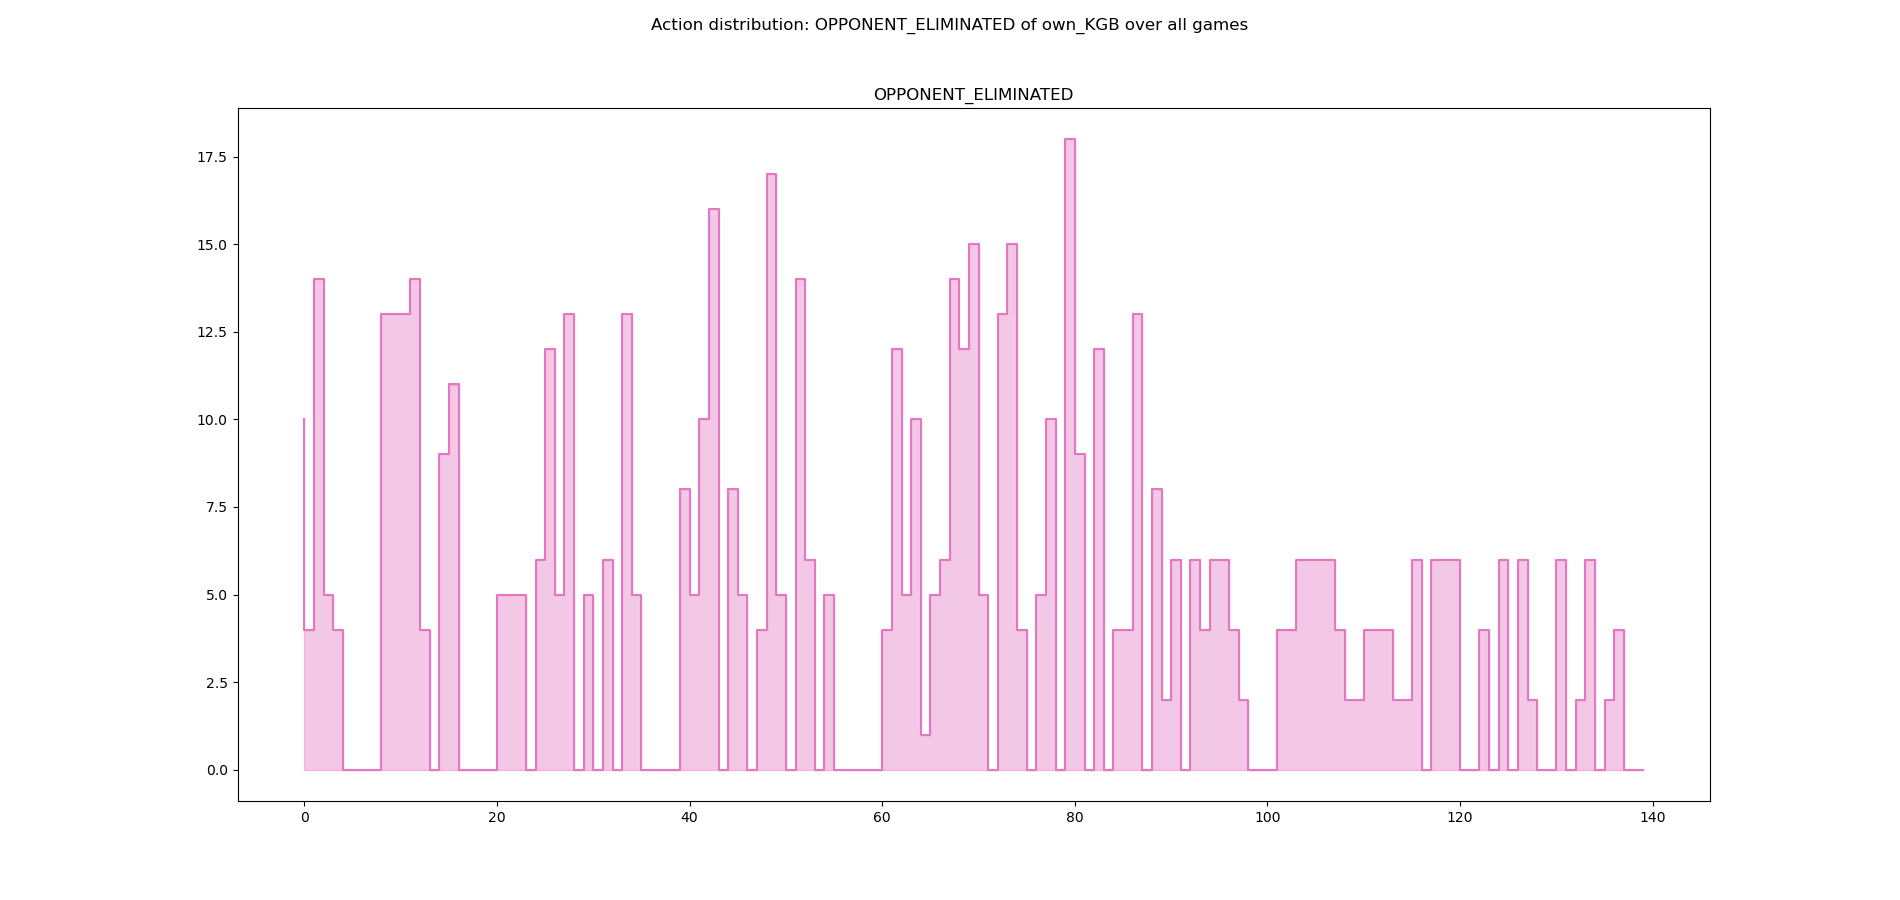 Action distribution: OPPONENT_ELIMINATED of own_KGB over all games
OPPONENT_ELIMINATED
17.5
15.0
12.5
10.0
7.5
5.0
2.5
0.0
0 20 40 60 80 100 120 140